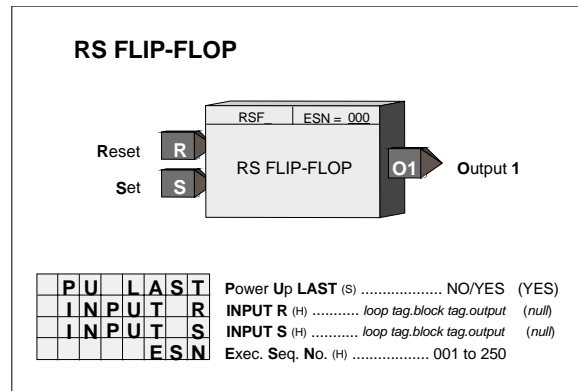 RS FLIP-FLOP
RSF_ ESN = 000
Reset R
RS FLIP-FLOP O1 Output 1
Set S
PU LAST Power Up LAST (S) ................... NO/YES (YES)
INPUT R INPUT R (H) ........... loop tag.block tag.output (null)
INPUT S INPUT S (H) ........... loop tag.block tag.output (null)
ESN Exec. Seq. No. (H) .................. 001 to 250